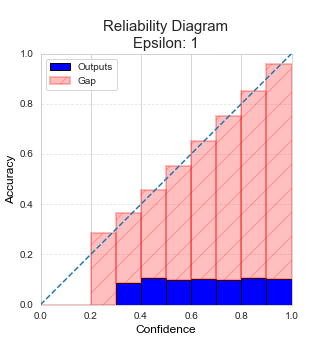 Reliability Diagram
Epsilon: 1
1.0
0.8
0.6
0.4
0.2
0.0
Accuracy
Outputs
Gap
0.0 0.2 0.4 0.6 0.8 1.0
Confidence